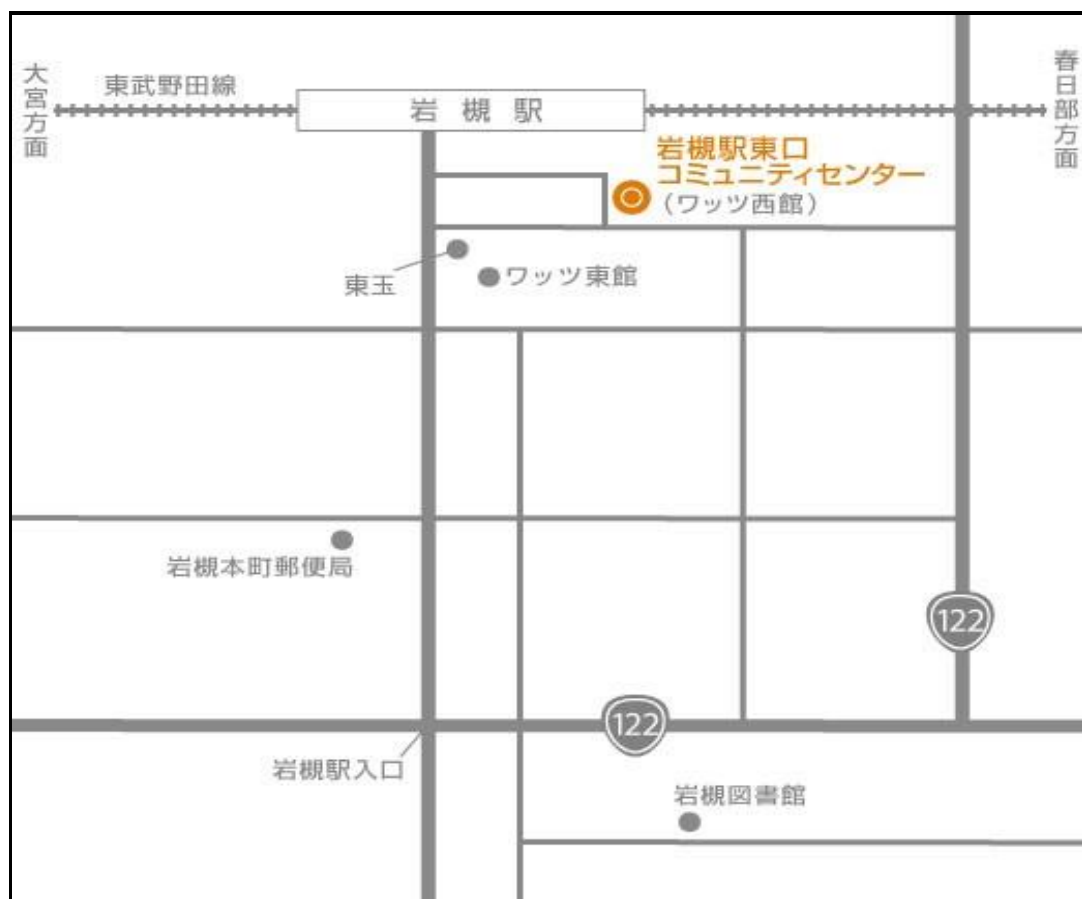 大宮方面
東武野田線
岩槻駅
春日部方面
岩槻駅東口
コミュニティセンター
(ワッツ西館)
東玉
ワッツ東館
岩槻本町郵便局
122
122
岩槻駅入口
岩槻図書館